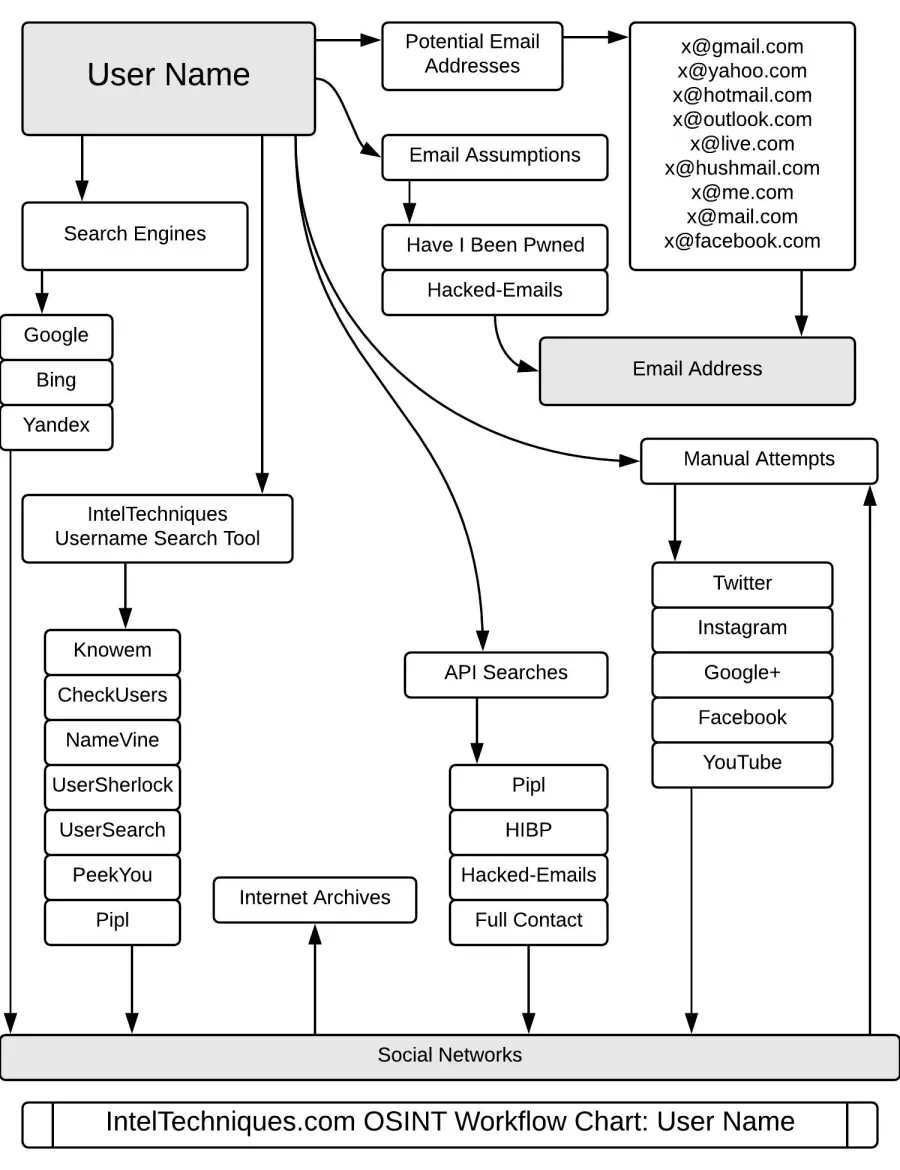 User Name
Potential Email
Addresses
x@gmail.com
x@yahoo.com
x@hotmail.com
x@outlook.com
x@live.com
x@hushmail.com
x@me.com
x@mail.com
x@facebook.com
Email Assumptions
Search Engines
Have I Been Pwned
Hacked-Emails
Google
Bing
Yandex
Email Address
Manual Attempts
IntelTechniques
Username Search Tool
Twitter
Instagram
Google+
Facebook
YouTube
Knowem
CheckUsers
NameVine
UserSherlock
UserSearch
PeekYou
Pipl
API Searches
Pipl
HIBP
Hacked-Emails
Full Contact
Internet Archives
Social Networks
IntelTechniques.com OSINT Workflow Chart: User Name